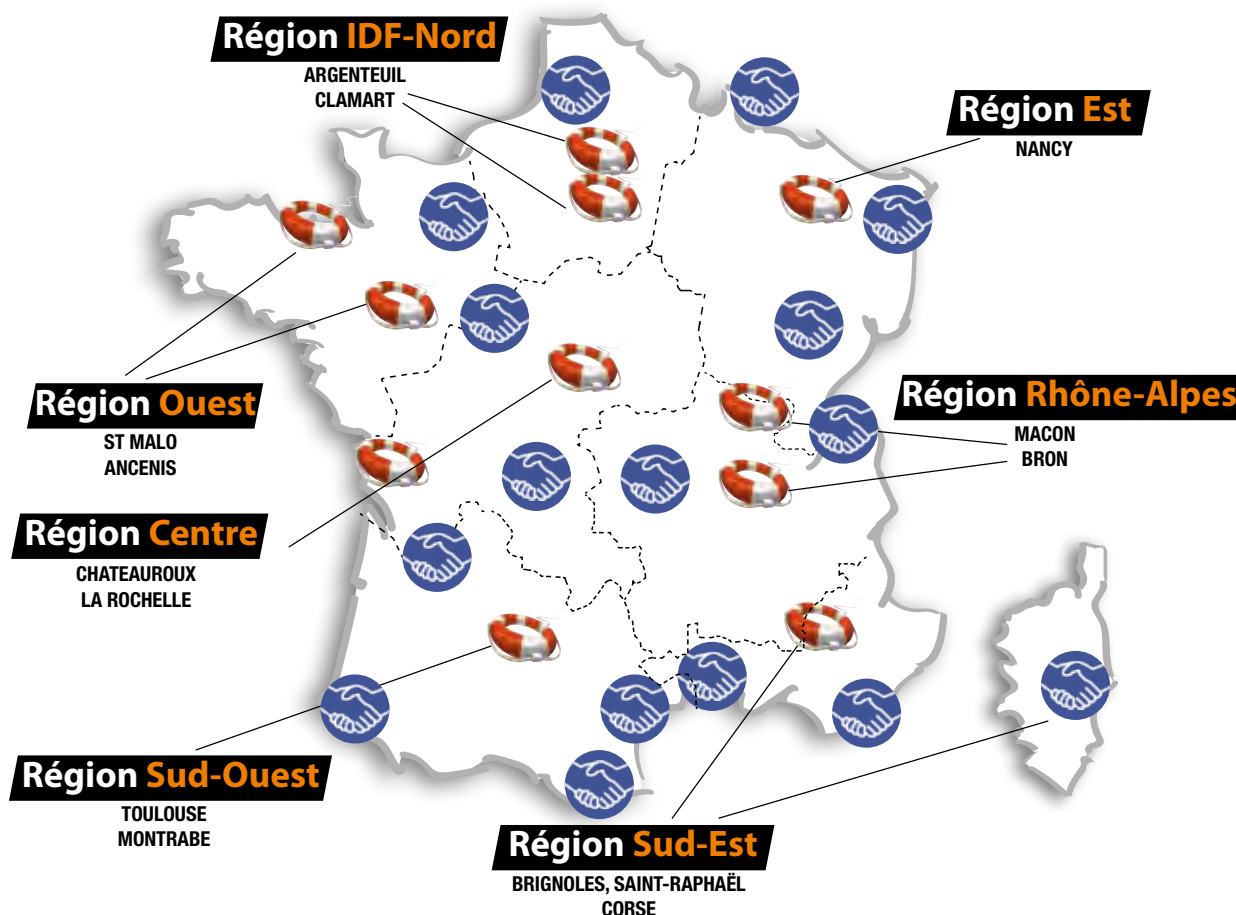 Région IDF-Nord
ARGENTEUIL
CLAMART
Région Est
NANCY
Région Ouest
ST MALO
ANCENIS
Région Rhône-Alpes
MACON
BRON
Région Centre
CHATEAUROUX
LA ROCHELLE
Région Sud-Ouest
TOULOUSE
MONTRABE
Région Sud-Est
BRIGNOLES, SAINT-RAPHAËL
CORSE